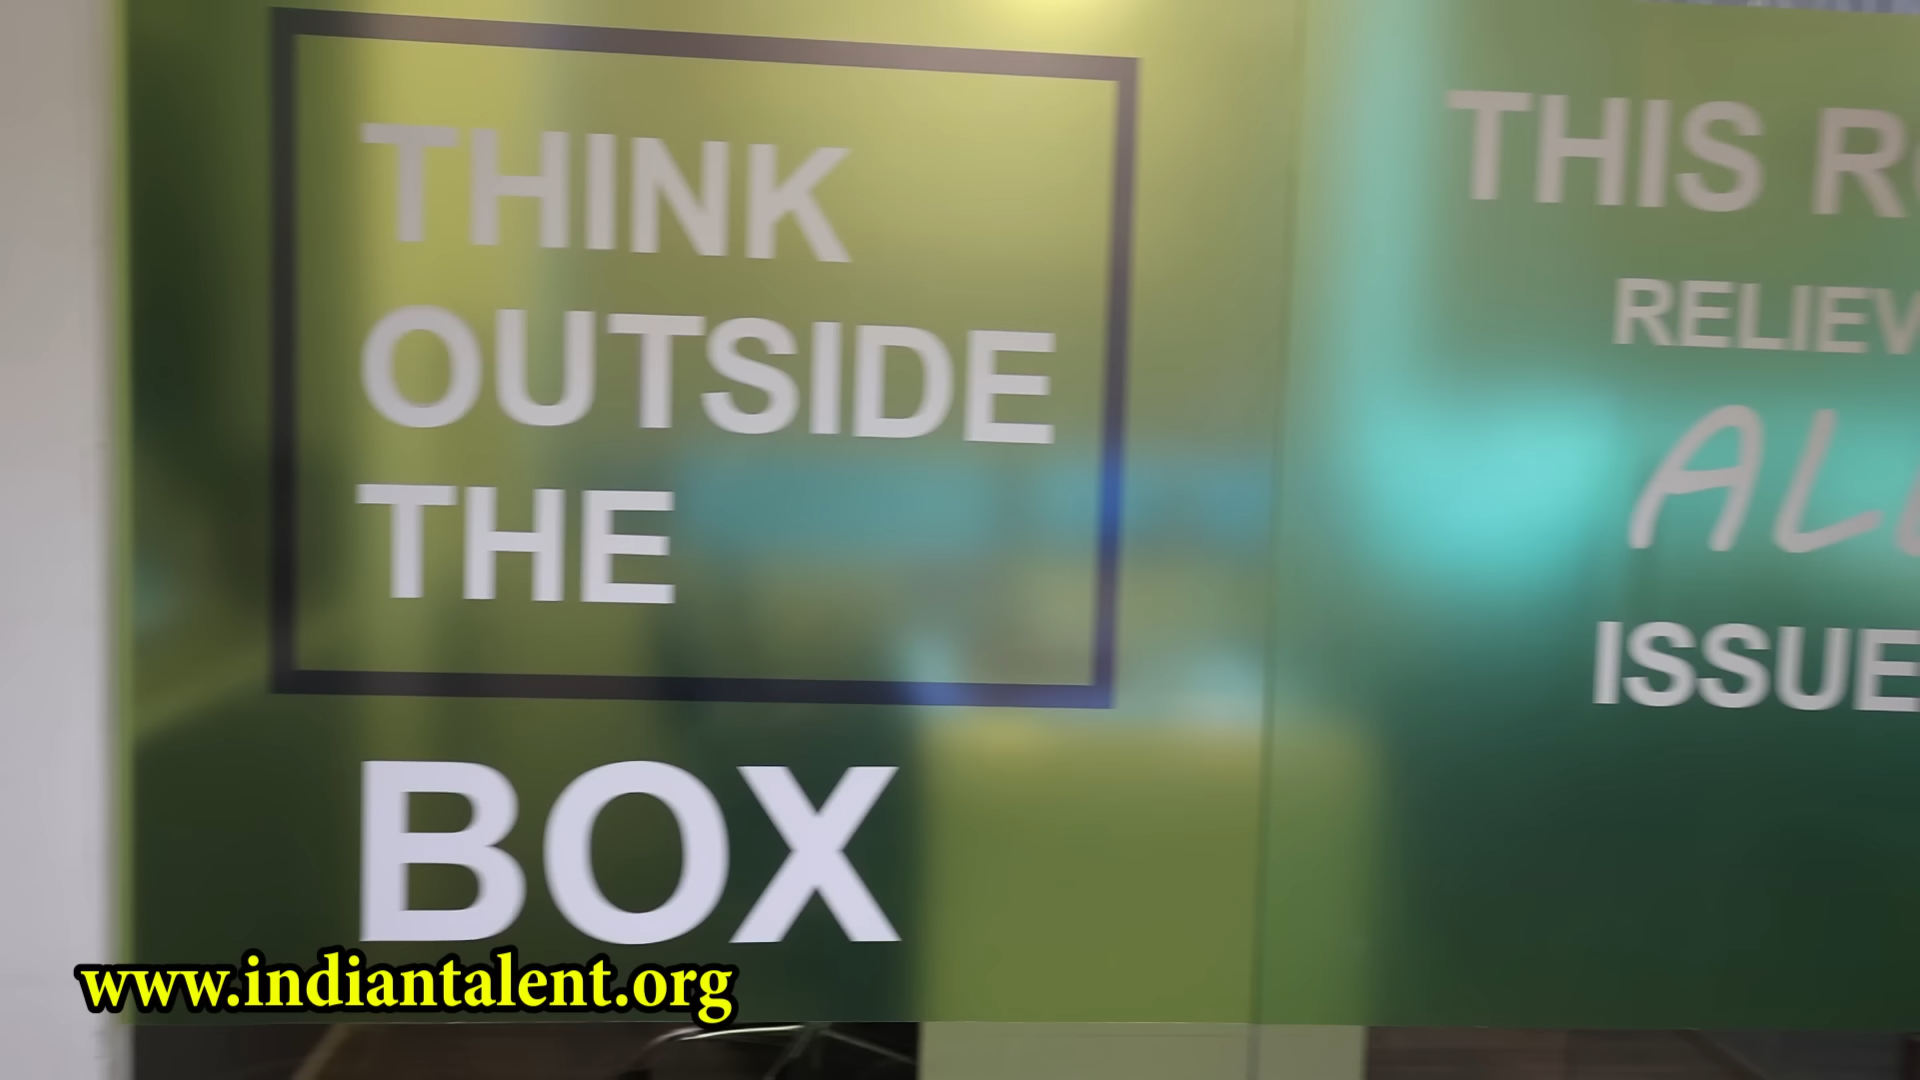 THINK
OUTSIDE
THE
BOX
THIS
ISSUE
www.indiantalent.org